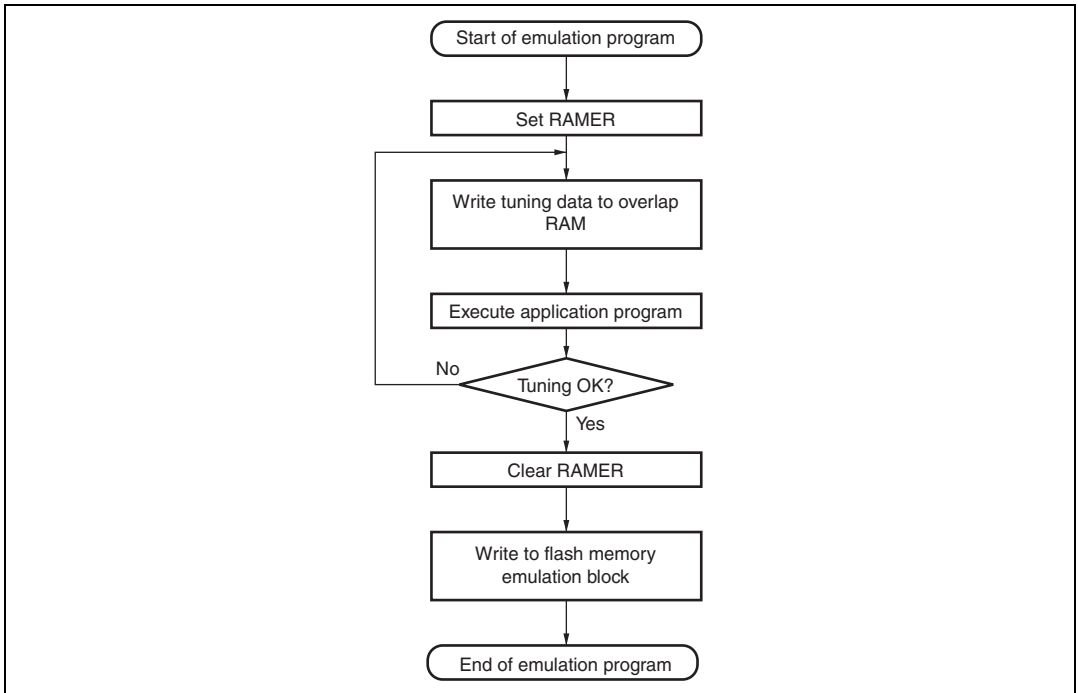 Start of emulation program
Set RAMER
Write tuning data to overlap
RAM
Execute application program
No
Tuning OK?
Yes
Clear RAMER
Write to flash memory
emulation block
End of emulation program